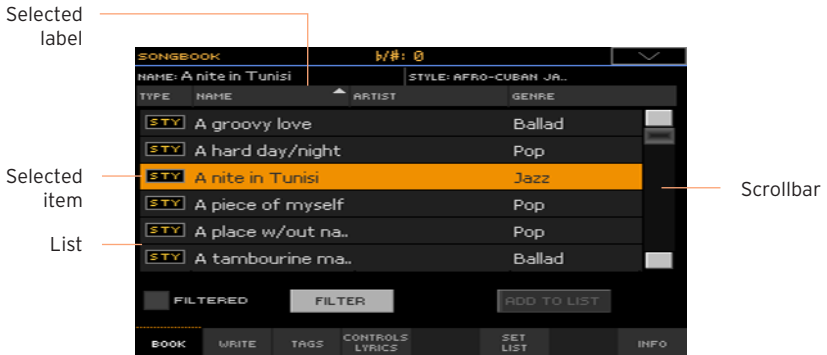 Selected
label
SONGBOOK ♭/#: 0
NAME: A nite in Tunisi STYLE: AFRO-CUBAN JA..
TYPE NAME ARTIST GENRE
STY A groovy love Ballad
STY A hard day/night Pop
Selected
item
STY A nite in Tunisi Jazz
Scrollbar
STY A piece of myself Pop
List
STY A place w/out na.. Pop
STY A tambourine ma.. Ballad
FILTERED FILTER ADD TO LIST
BOOK WRITE TAGS CONTROLS
LYRICS SET
LIST INFO